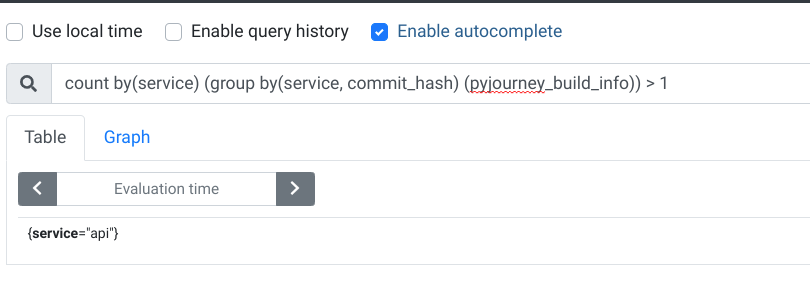 Use local time Enable query history Enable autocomplete
count by(service) (group by(service, commit_hash) (pyjourney_build_info)) > 1
Table Graph
Evaluation time
{service="api"}